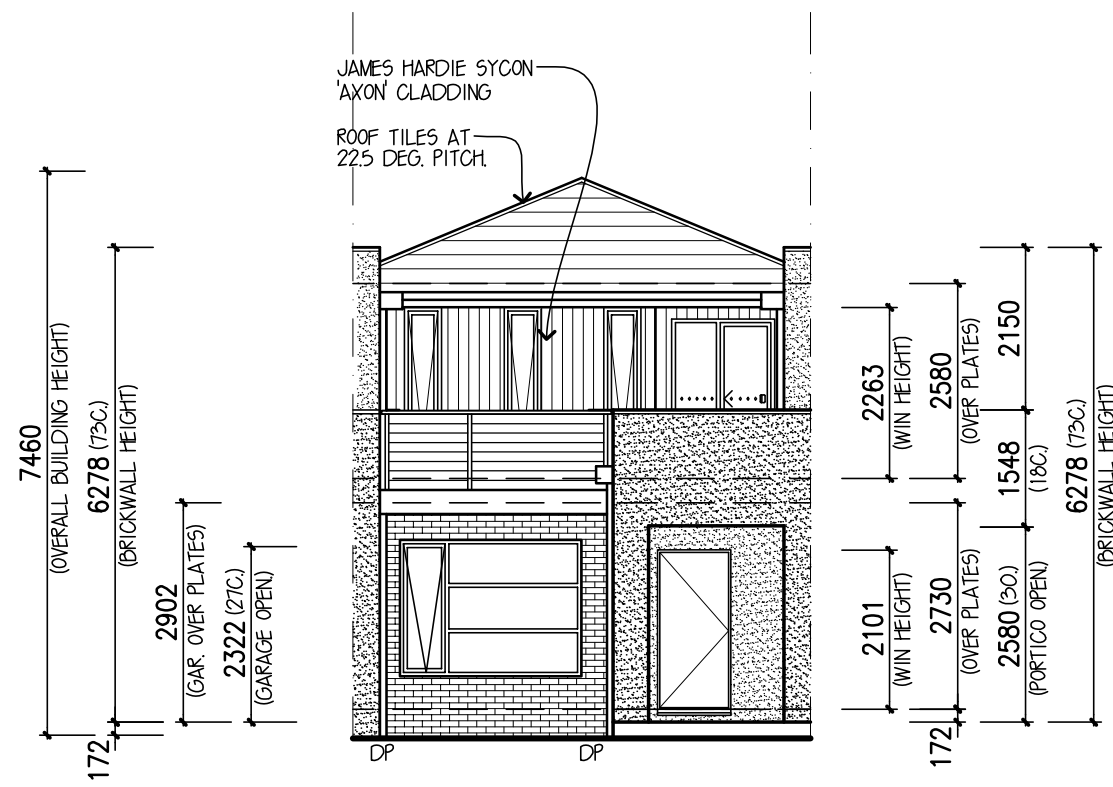 JAMES HARDIE SYCON
'AXON' CLADDING
ROOF TILES AT
22.5 DEG. PITCH.
7460
(OVERALL BUILDING HEIGHT)
6278 (73C.)
(BRICKWALL HEIGHT)
172
2902
(GAR. OVER PLATES)
2322 (27C.)
(GARAGE OPEN.)
DP
DP
2263
(WIN HEIGHT)
2101
(WIN HEIGHT)
2580
(OVER PLATES)
2730
(OVER PLATES)
172
2150
1548
(18C.)
2580 (30.)
(PORTICO OPEN.)
6278 (73C.)
(BRICKWALL HEIGHT)